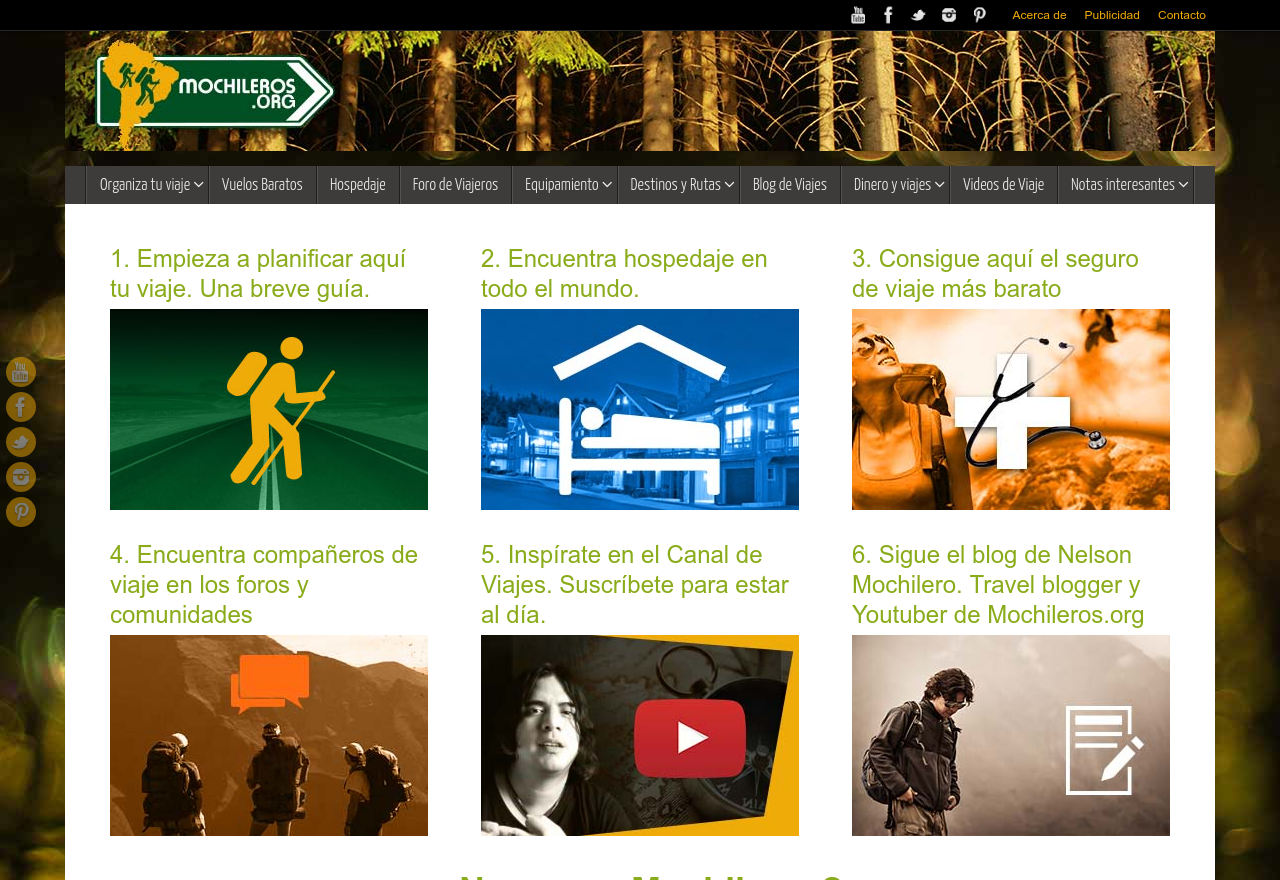 You Tube
Acerca de
Publicidad
Contacto
MOCHILEROS
.ORG
Organiza tu viaje
Vuelos Baratos
Hospedaje
Foro de Viajeros
Equipamiento
Destinos y Rutas
Blog de Viajes
Dinero y viajes
Videos de Viaje
Notas interesantes
1. Empieza a planificar aquí
tu viaje. Una breve guía.
2. Encuentra hospedaje en
todo el mundo.
3. Consigue aquí el seguro
de viaje más barato
You Tube
4. Encuentra compañeros de
viaje en los foros y
comunidades
5. Inspírate en el Canal de
Viajes. Suscríbete para estar
al día.
6. Sigue el blog de Nelson
Mochilero. Travel blogger y
Youtuber de Mochileros.org